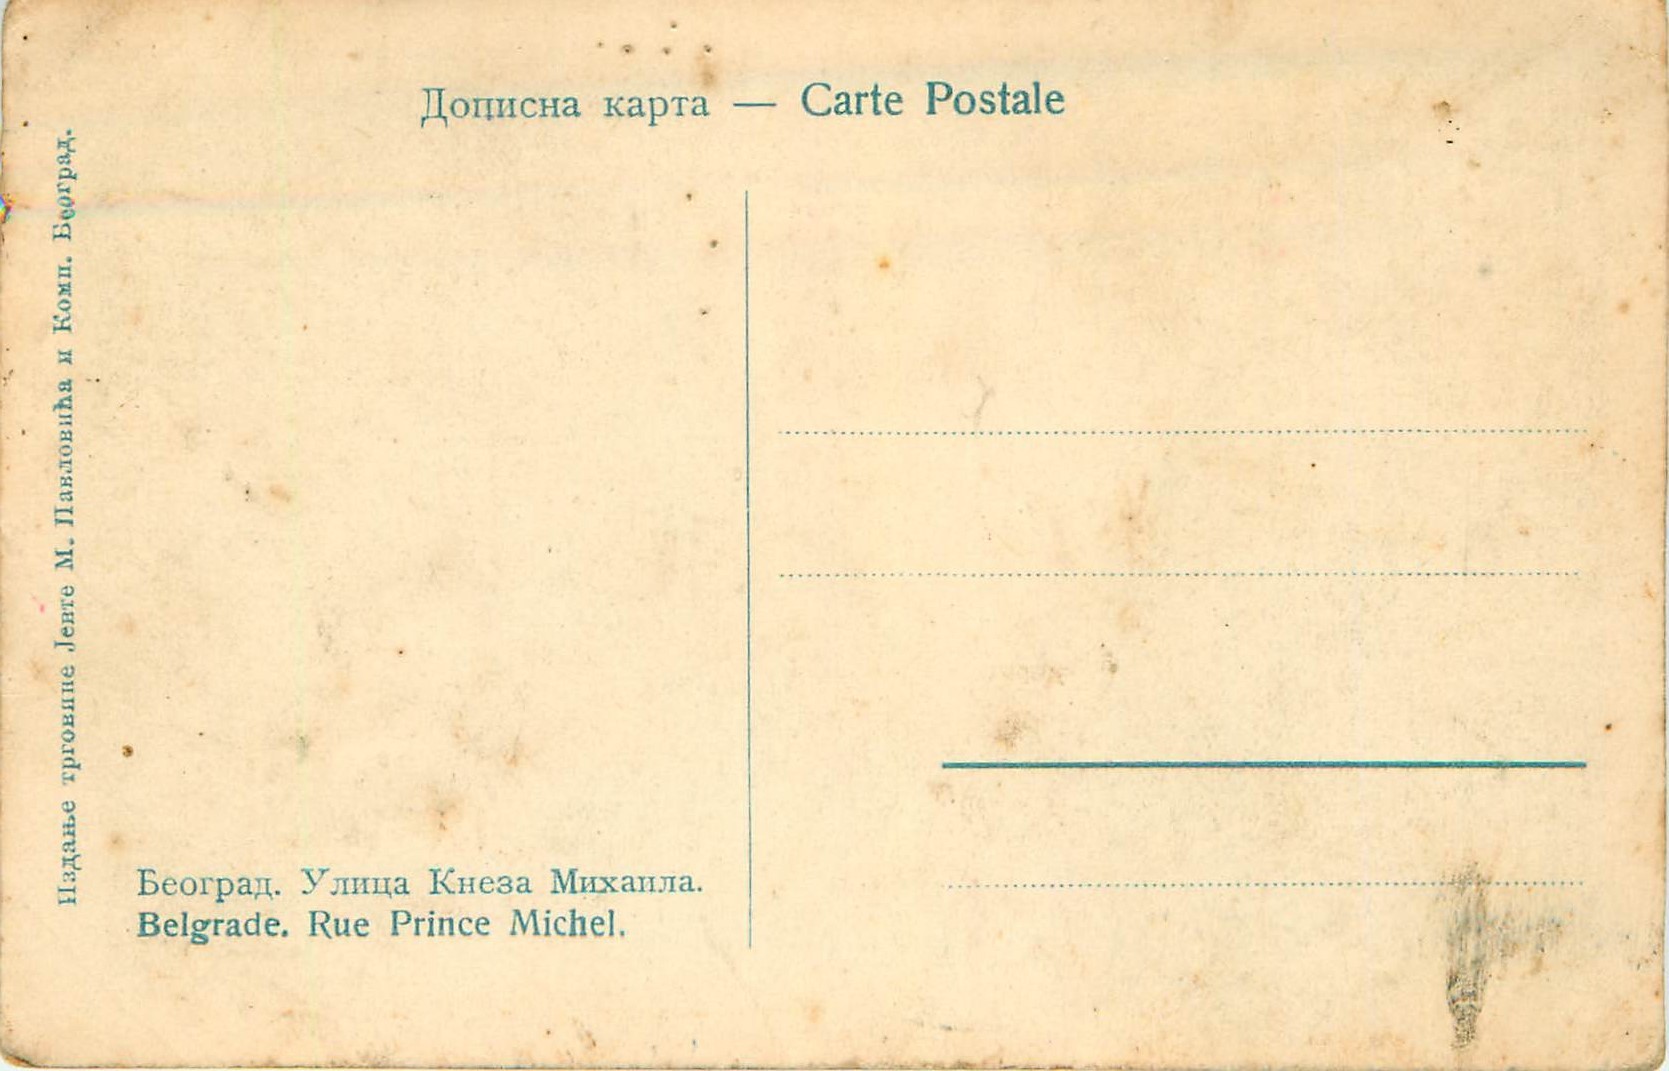 Дописна карта — Carte Postale
Издање трговине Јевте М. Павловића и Комп. Београд.
Београд. Улица Кнеза Михаила.
Belgrade. Rue Prince Michel.